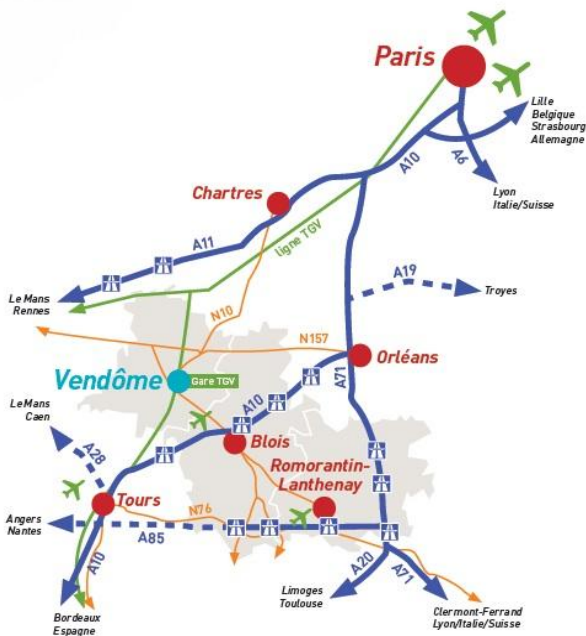 Paris
Lille
Belgique
Strasbourg
Allemagne
A10
A6
Lyon
Italie/Suisse
Chartres
A11
ligne TGV
Le Mans
Rennes
A19
Troyes
N10
N157
Orléans
Vendôme
Gare TGV
A71
A10
Le Mans
Caen
A28
Blois
Romorantin-
Lanthenay
Tours
N76
Angers
Nantes
A85
A10
A20
A71
Limoges
Toulouse
Clermont-Ferrand
Lyon/Italie/Suisse
Bordeaux
Espagne